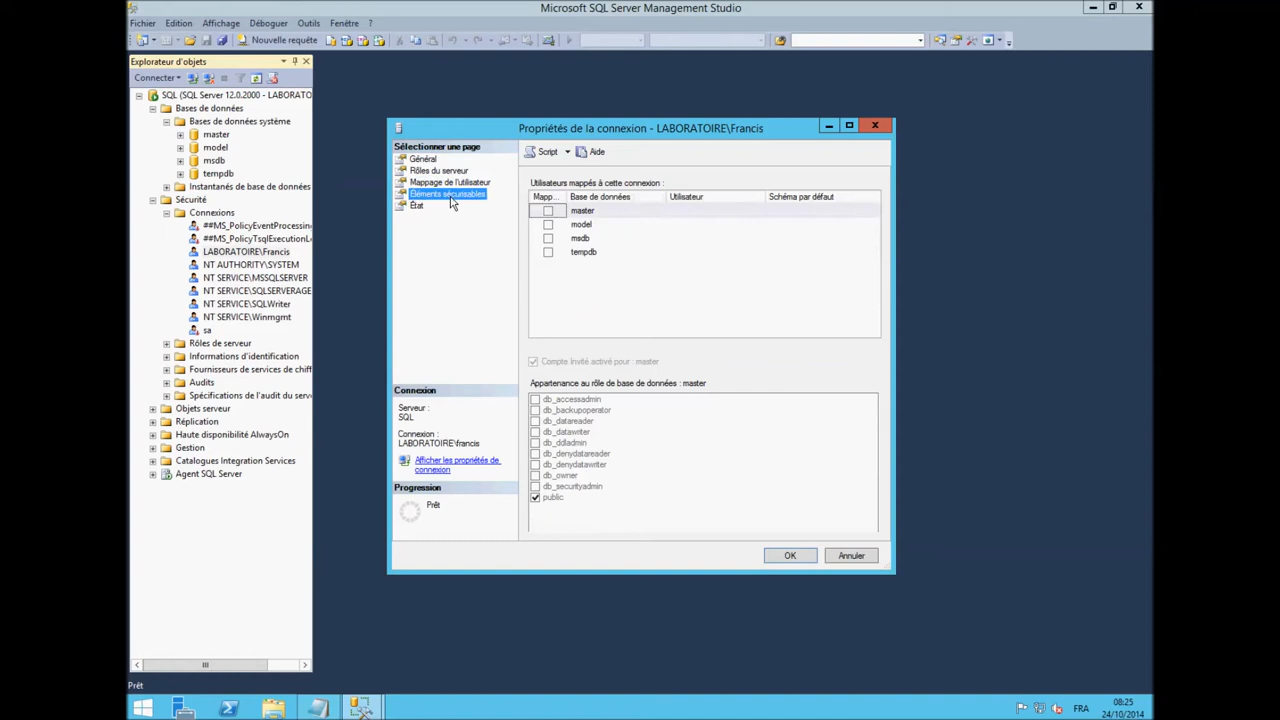 Microsoft SQL Server Management Studio
Fichier Edition Affichage Déboguer Outils Fenêtre ?
Nouvelle requête
Explorateur d'objets
Connecter
SQL (SQL Server 12.0.2000 - LABORATO
Bases de données
Bases de données système
master
model
msdb
tempdb
Instantanés de base de données
Sécurité
Connexions
##MS_PolicyEventProcessing
##MS_PolicyTsqlExecutionLo
LABORATOIRE\Francis
NT AUTHORITY\SYSTEM
NT SERVICE\MSSQLSERVER
NT SERVICE\SQLSERVERAGE
NT SERVICE\SQLWriter
NT SERVICE\Winmgmt
sa
Rôles de serveur
Informations d'identification
Fournisseurs de services de chiff
Audits
Spécifications de l'audit du serve
Objets serveur
Réplication
Haute disponibilité AlwaysOn
Gestion
Catalogues Integration Services
Agent SQL Server
Prêt
Propriétés de la connexion - LABORATOIRE\Francis
Sélectionner une page
Général
Rôles du serveur
Mappage de l'utilisateur
Éléments sécurisables
État
Connexion
Serveur :
SQL
Connexion :
LABORATOIRE\francis
Afficher les propriétés de
connexion
Progression
Prêt
Script Aide
Utilisateurs mappés à cette connexion :
Mapp... Base de données Utilisateur Schéma par défaut
master
model
msdb
tempdb
Compte Invité activé pour : master
Appartenance au rôle de base de données : master
db_accessadmin
db_backupoperator
db_datareader
db_datawriter
db_ddladmin
db_denydatareader
db_denydatawriter
db_owner
db_securityadmin
public
OK Annuler
FRA
08:25
24/10/2014